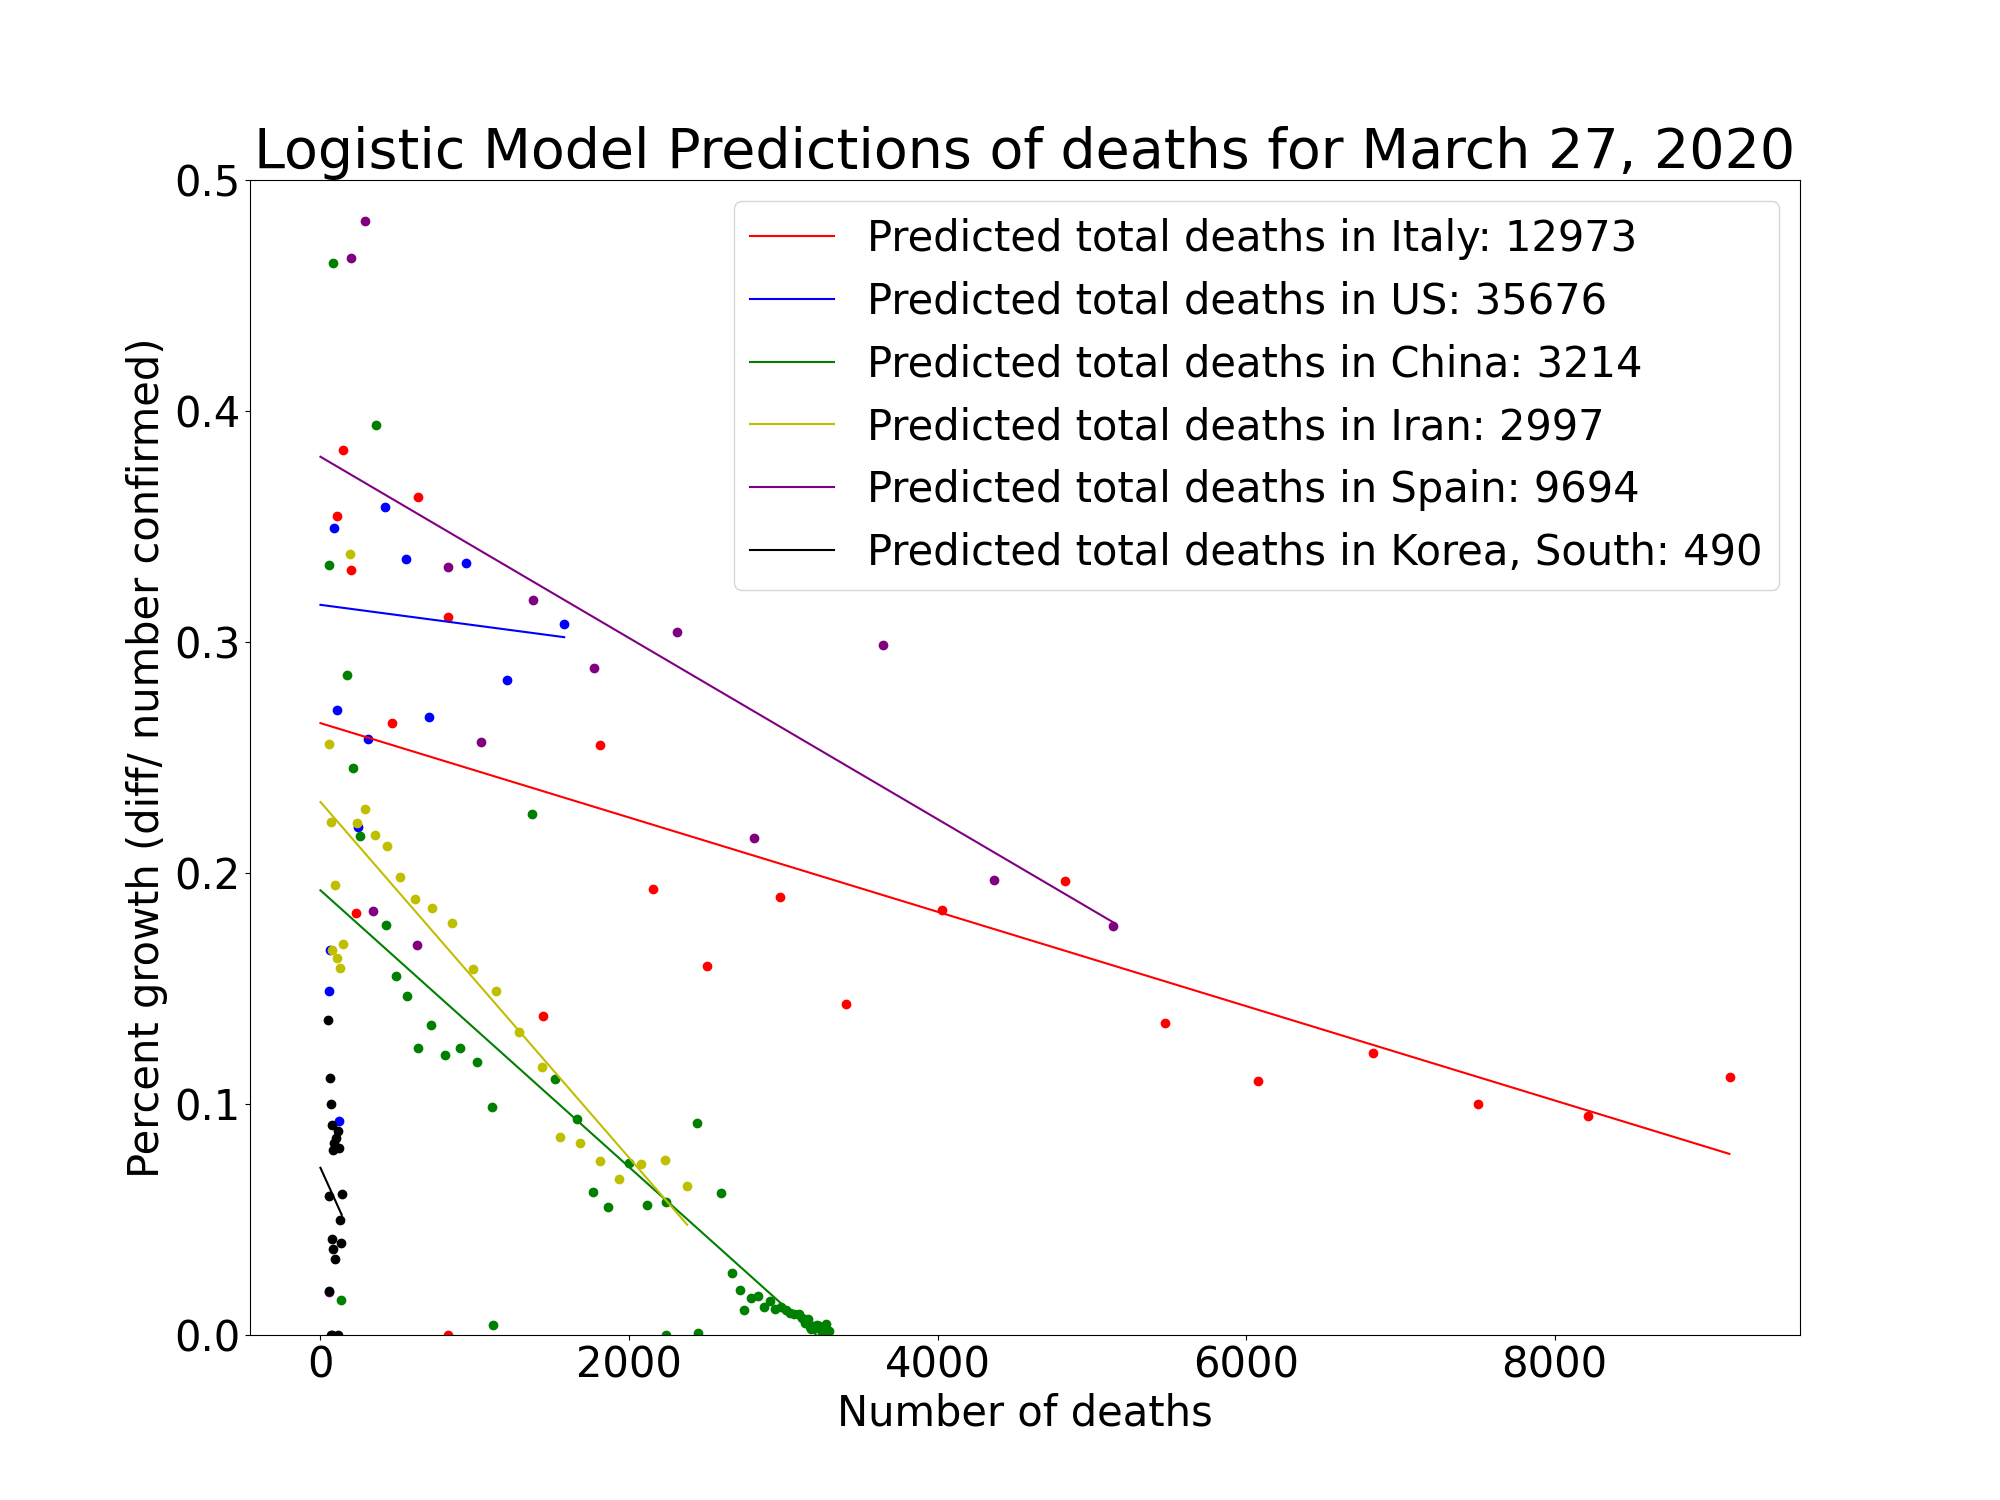 Logistic Model Predictions of deaths for March 27, 2020
Predicted total deaths in Italy: 12973
Predicted total deaths in US: 35676
Predicted total deaths in China: 3214
Predicted total deaths in Iran: 2997
Predicted total deaths in Spain: 9694
Predicted total deaths in Korea, South: 490
Percent growth (diff/ number confirmed)
0.5
0.4
0.3
0.2
0.1
0.0
0 2000 4000 6000 8000
Number of deaths